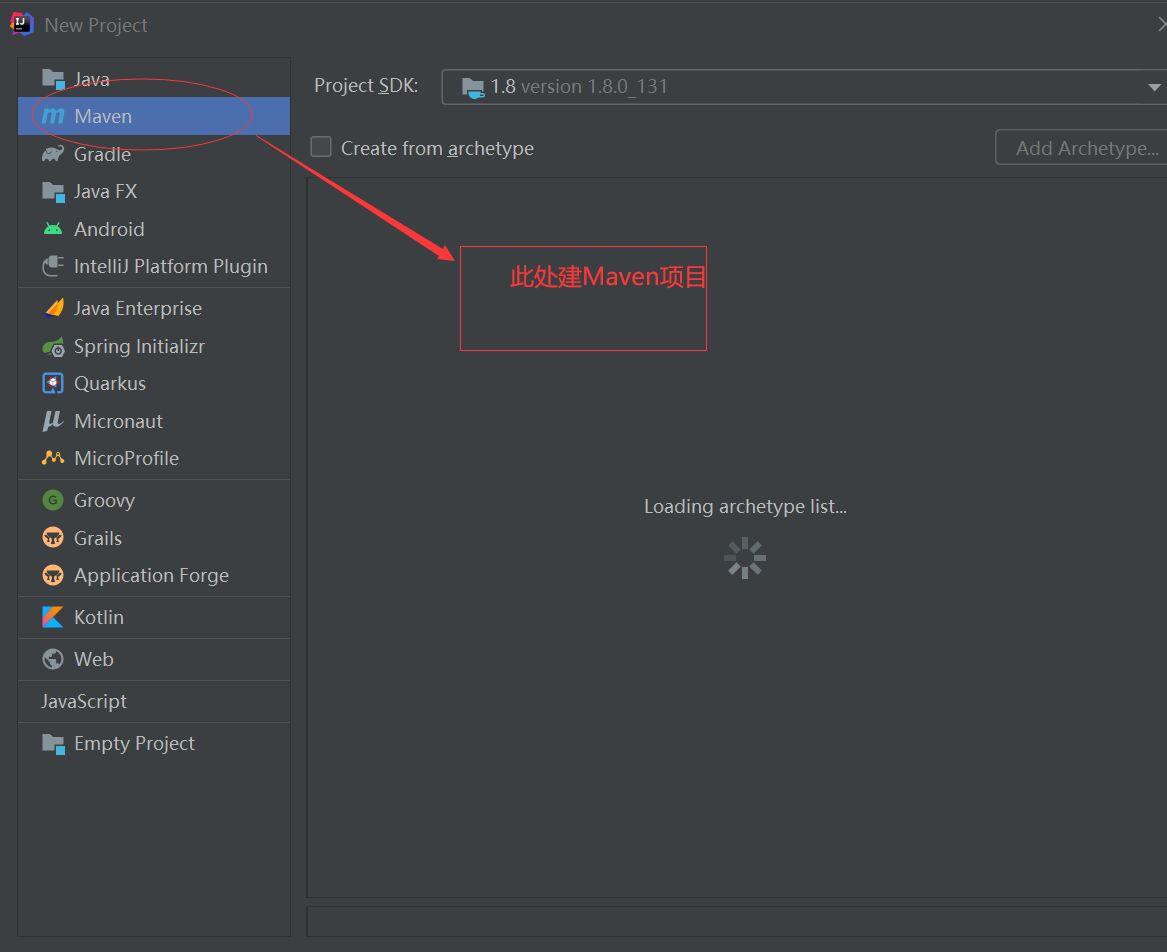 New Project
Java
Maven
Gradle
Java FX
Android
IntelliJ Platform Plugin
Java Enterprise
Spring Initializr
Quarkus
Micronaut
MicroProfile
Groovy
Grails
Application Forge
Kotlin
Web
JavaScript
Empty Project
Project SDK: 1.8 version 1.8.0_131
Create from archetype
Add Archetype...
此处建Maven项目
Loading archetype list...